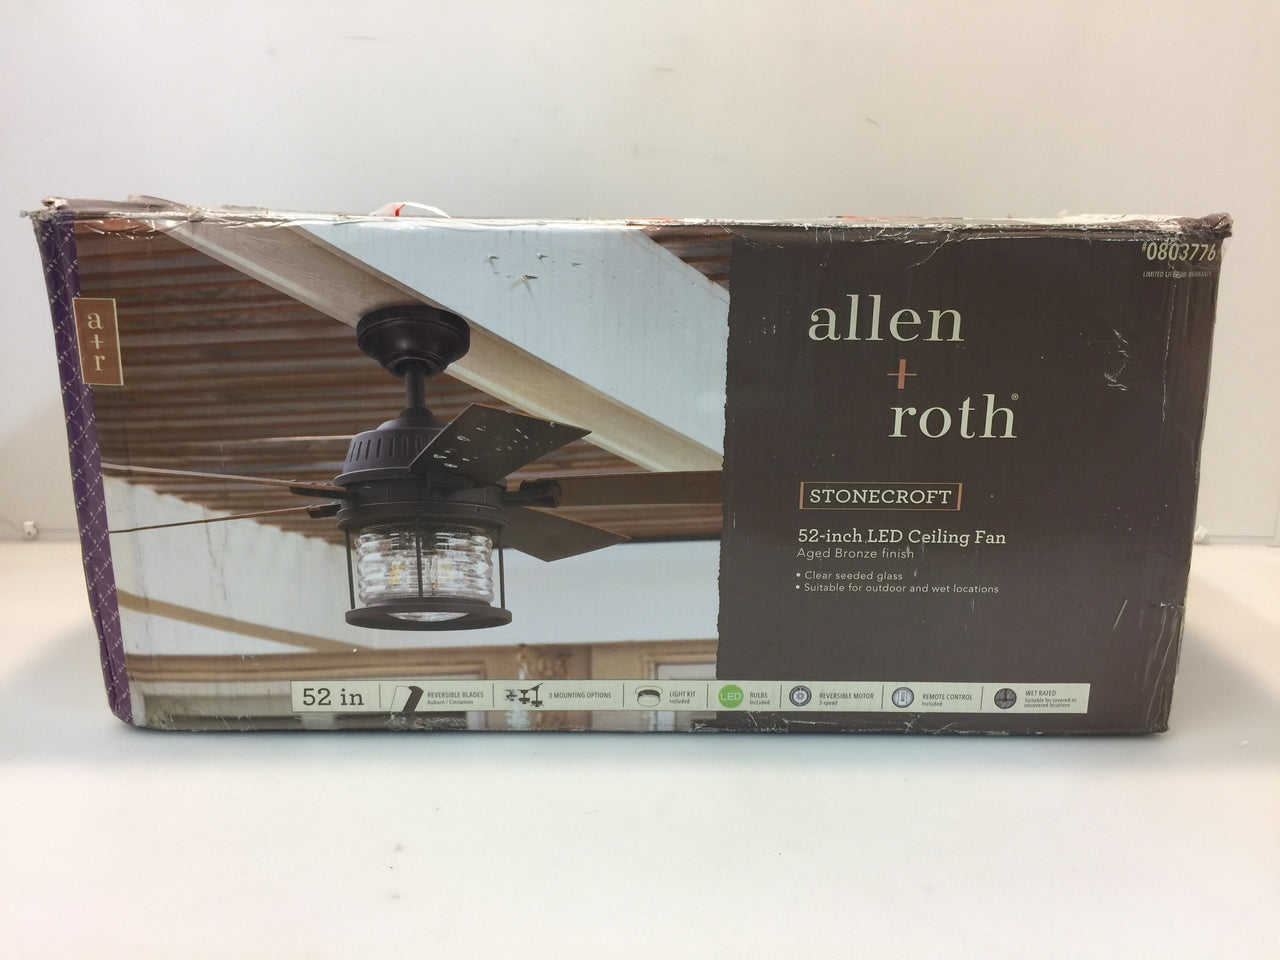 a
+
r
#0803776
LIMITED LIFETIME WARRANTY
allen
+
roth®
STONECROFT
52-inch LED Ceiling Fan
Aged Bronze finish
• Clear seeded glass
• Suitable for outdoor and wet locations
52 in
REVERSIBLE BLADES
Auburn / Cinnamon
3 MOUNTING OPTIONS
LIGHT KIT
Included
LED
BULBS
Included
REVERSIBLE MOTOR
3 speed
REMOTE CONTROL
Included
WET RATED
Suitable for covered or
uncovered locations